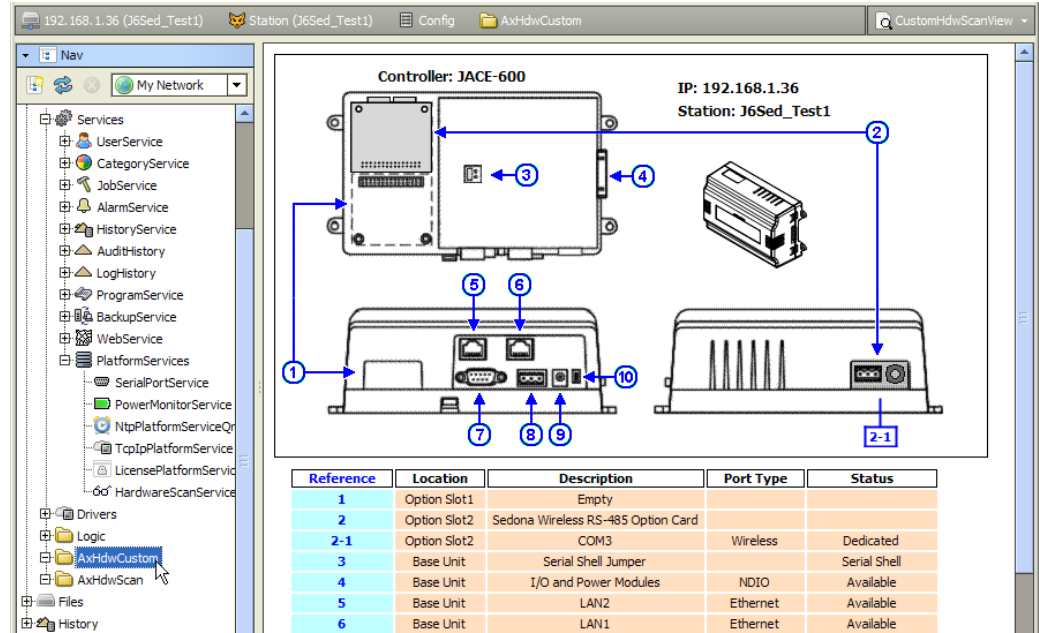 192.168.1.36 (J6Sed_Test1) Station (J6Sed_Test1) Config AxHdwCustom CustomHdwScanView
Nav
My Network
Services
UserService
CategoryService
JobService
AlarmService
HistoryService
AuditHistory
LogHistory
ProgramService
BackupService
WebService
PlatformServices
SerialPortService
PowerMonitorService
NtpPlatformServiceQn
TcpIpPlatformService
LicensePlatformServic
HardwareScanService
Drivers
Logic
AxHdwCustom
AxHdwScan
Files
History
Controller: JACE-600
IP: 192.168.1.36
Station: J6Sed_Test1
2
3
4
5 6
1
10
7 8 9
2-1
Reference Location Description Port Type Status
1 Option Slot1 Empty
2 Option Slot2 Sedona Wireless RS-485 Option Card
2-1 Option Slot2 COM3 Wireless Dedicated
3 Base Unit Serial Shell Jumper Serial Shell
4 Base Unit I/O and Power Modules NDIO Available
5 Base Unit LAN2 Ethernet Available
6 Base Unit LAN1 Ethernet Available